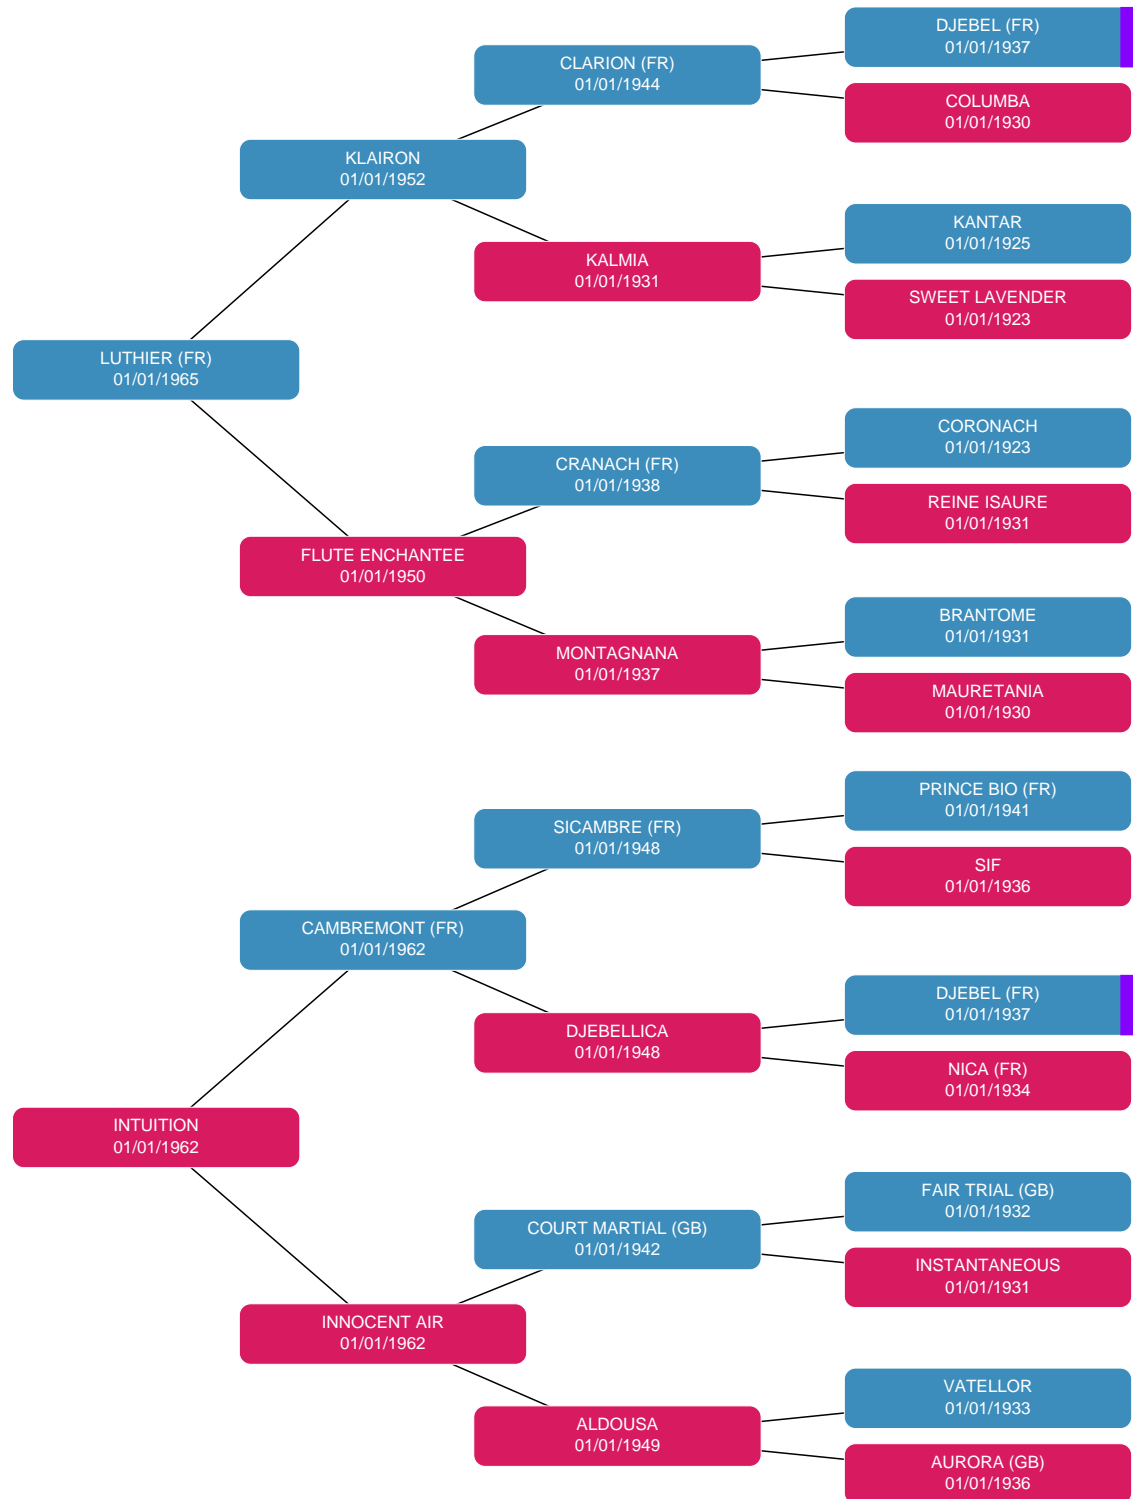 DJEBEL (FR)
01/01/1937
CLARION (FR)
01/01/1944
COLUMBA
01/01/1930
KLAIRON
01/01/1952
KANTAR
01/01/1925
KALMIA
01/01/1931
SWEET LAVENDER
01/01/1923
LUTHIER (FR)
01/01/1965
CORONACH
01/01/1923
CRANACH (FR)
01/01/1938
REINE ISAURE
01/01/1931
FLUTE ENCHANTEE
01/01/1950
BRANTOME
01/01/1931
MONTAGNANA
01/01/1937
MAURETANIA
01/01/1930
PRINCE BIO (FR)
01/01/1941
SICAMBRE (FR)
01/01/1948
SIF
01/01/1936
CAMBREMONT (FR)
01/01/1962
DJEBEL (FR)
01/01/1937
DJEBELLICA
01/01/1948
NICA (FR)
01/01/1934
INTUITION
01/01/1962
FAIR TRIAL (GB)
01/01/1932
COURT MARTIAL (GB)
01/01/1942
INSTANTANEOUS
01/01/1931
INNOCENT AIR
01/01/1962
VATELLOR
01/01/1933
ALDOUSA
01/01/1949
AURORA (GB)
01/01/1936